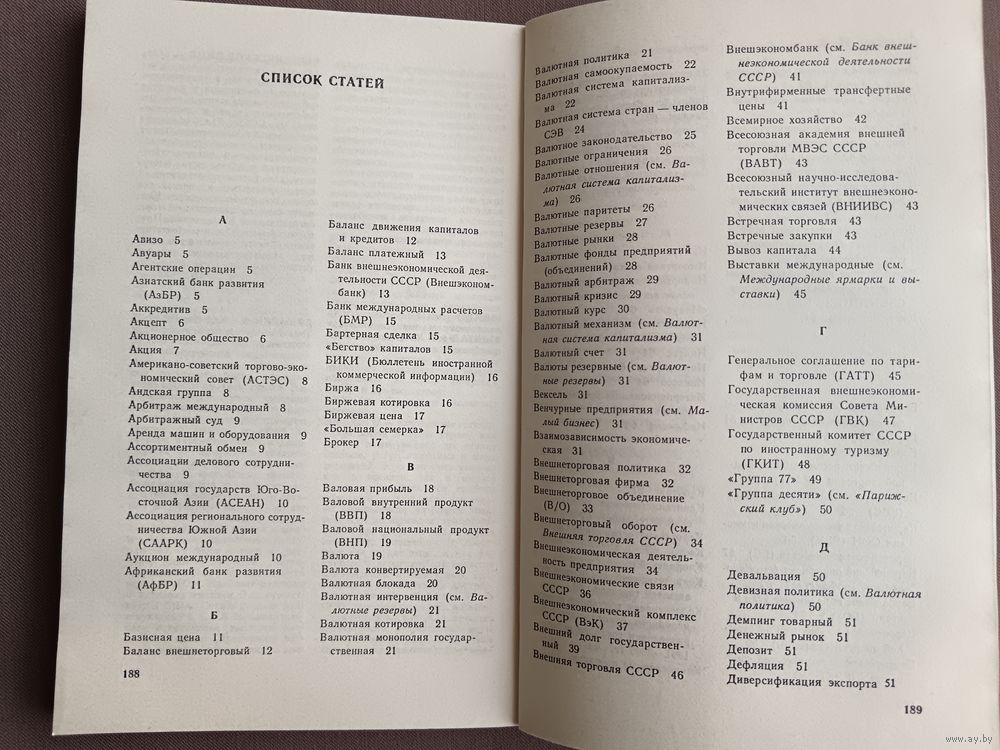 СПИСОК СТАТЕЙ
А
Авизо 5
Авуары 5
Агентские операции 5
Азиатский банк развития
(АзБР) 5
Аккредитив 5
Акцепт 6
Акционерное общество 6
Акция 7
Американо-советский торгово-эко-
номический совет (АСТЭС) 8
Андская группа 8
Арбитраж международный 8
Арбитражный суд 9
Аренда машин и оборудования 9
Ассортиментный обмен 9
Ассоциации делового сотрудни-
чества 9
Ассоциация государств Юго-Во-
сточной Азии (АСЕАН) 10
Ассоциация регионального сотруд-
ничества Южной Азии
(СААРК) 10
Аукцион международный 10
Африканский банк развития
(АфБР) 11
Б
Базисная цена 11
Баланс внешнеторговый 12
188
Баланс движения капиталов
и кредитов 12
Баланс платежный 13
Банк внешнеэкономической дея-
тельности СССР (Внешэконом-
банк) 13
Банк международных расчетов
(БМР) 15
Бартерная сделка 15
«Бегство» капиталов 15
БИКИ (Бюллетень иностранной
коммерческой информации) 16
Биржа 16
Биржевая котировка 16
Биржевая цена 17
«Большая семерка» 17
Брокер 17
В
Валовая прибыль 18
Валовой внутренний продукт
(ВВП) 18
Валовой национальный продукт
(ВНП) 19
Валюта 19
Валюта конвертируемая 20
Валютная блокада 20
Валютная интервенция (см. Ва-
лютные резервы) 21
Валютная котировка 21
Валютная монополия государ-
ственная 21
Валютная политика 21
Валютная самоокупаемость 22
Валютная система капитализ-
ма 22
Валютная система стран — членов
СЭВ 24
Валютное законодательство 25
Валютные ограничения 26
Валютные отношения (см. Ва-
лютная система капитализ-
ма) 26
Валютные паритеты 26
Валютные резервы 27
Валютные рынки 28
Валютные фонды предприятий
(объединений) 28
Валютный арбитраж 29
Валютный кризис 29
Валютный курс 30
Валютный механизм (см. Валют-
ная система капитализма) 31
Валютный счет 31
Валюты резервные (см. Валют-
ные резервы) 31
Вексель 31
Венчурные предприятия (см. Ма-
лый бизнес) 31
Взаимозависимость экономиче-
ская 31
Внешнеторговая политика 32
Внешнеторговая фирма 32
Внешнеторговое объединение
(В/О) 33
Внешнеторговый оборот (см.
Внешняя торговля СССР) 34
Внешнеэкономическая деятель-
ность предприятия 34
Внешнеэкономические связи
СССР 36
Внешнеэкономический комплекс
СССР (ВэК) 37
Внешний долг государствен-
ный 39
Внешняя торговля СССР 46
Внешэкономбанк (см. Банк внеш-
неэкономической деятельности
СССР) 41
Внутрифирменные трансфертные
цены 41
Всемирное хозяйство 42
Всесоюзная академия внешней
торговли МВЭС СССР
(ВАВТ) 43
Всесоюзный научно-исследова-
тельский институт внешнеэконо-
мических связей (ВНИИВС) 43
Встречная торговля 43
Встречные закупки 43
Вывоз капитала 44
Выставки международные (см.
Международные ярмарки и вы-
ставки) 45
Г
Генеральное соглашение по тари-
фам и торговле (ГАТТ) 45
Государственная внешнеэкономи-
ческая комиссия Совета Ми-
нистров СССР (ГВК) 47
Государственный комитет СССР
по иностранному туризму
(ГКИТ) 48
«Группа 77» 49
«Группа десяти» (см. «Париж-
ский клуб») 50
Д
Девальвация 50
Девизная политика (см. Валютная
политика) 50
Демпинг товарный 51
Денежный рынок 51
Депозит 51
Дефляция 51
Диверсификация экспорта 51
189
www.ay.by